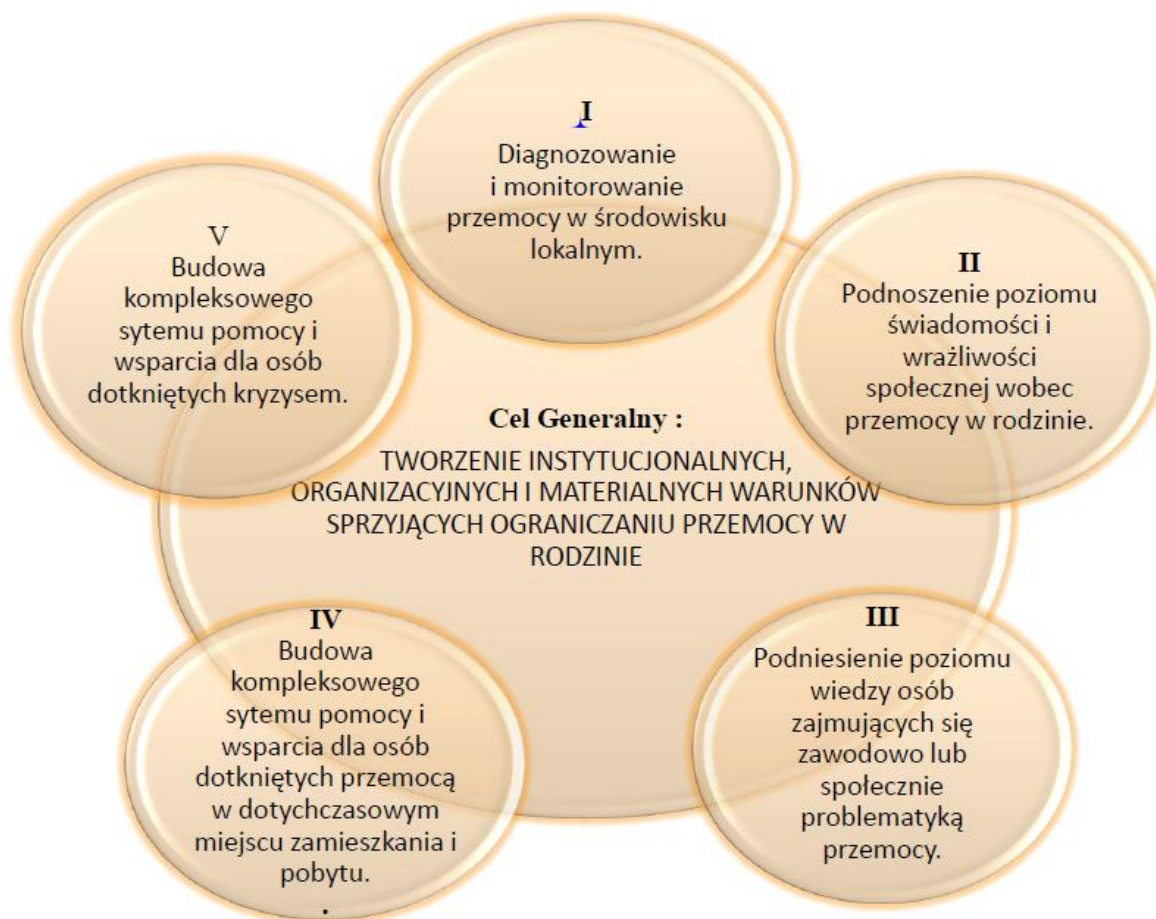 I
Diagnozowanie
i monitorowanie
przemocy w środowisku
lokalnym.
II
Podnoszenie poziomu
świadomości i
wrażliwości
społecznej wobec
przemocy w rodzinie.
III
Podniesienie poziomu
wiedzy osób
zajmujących się
zawodowo lub
społecznie
problematyką
przemocy.
IV
Budowa
kompleksowego
sytemu pomocy i
wsparcia dla osób
dotkniętych przemocą
w dotychczasowym
miejscu zamieszkania i
pobytu.
.
V
Budowa
kompleksowego
sytemu pomocy i
wsparcia dla osób
dotkniętych kryzysem.
Cel Generalny :
TWORZENIE INSTYTUCJONALNYCH,
ORGANIZACYJNYCH I MATERIALNYCH WARUNKÓW
SPRZYJĄCYCH OGRANICZANIU PRZEMOCY W
RODZINIE